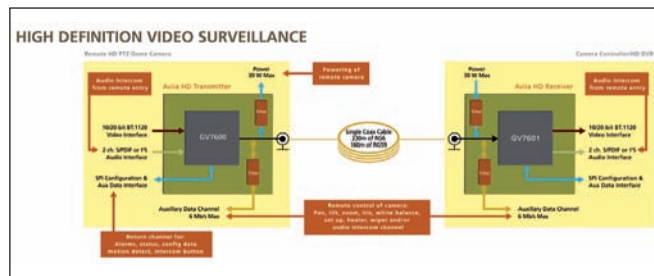 HIGH DEFINITION VIDEO SURVEILLANCE
Remote HD PTZ Dome Camera
Camera Controller/HD DVR
Audio Intercom
from remote entry
Aviia HD Transmitter
Power
30 W Max
Powering of
remote camera
Power
30 W Max
Aviia HD Receiver
Audio Intercom
from remote entry
Filter
Filter
GV7600
GV7601
10/20-bit BT.1120
Video Interface
2 ch. S/PDIF or I²S
Audio Interface
SPI Configuration &
Aux Data Interface
Single Coax Cable
230m of RG6
160m of RG59
10/20-bit BT.1120
Video Interface
2 ch. S/PDIF or I²S
Audio Interface
SPI Configuration &
Aux Data Interface
Filter
Filter
Auxiliary Data Channel
6 Mb/s Max
Auxiliary Data Channel
6 Mb/s Max
Return channel for:
Alarms, status, config data
motion detect, intercom button
Remote control of camera:
Pan, tilt, zoom, iris, white balance,
set up, heater, wiper and/or
audio intercom channel